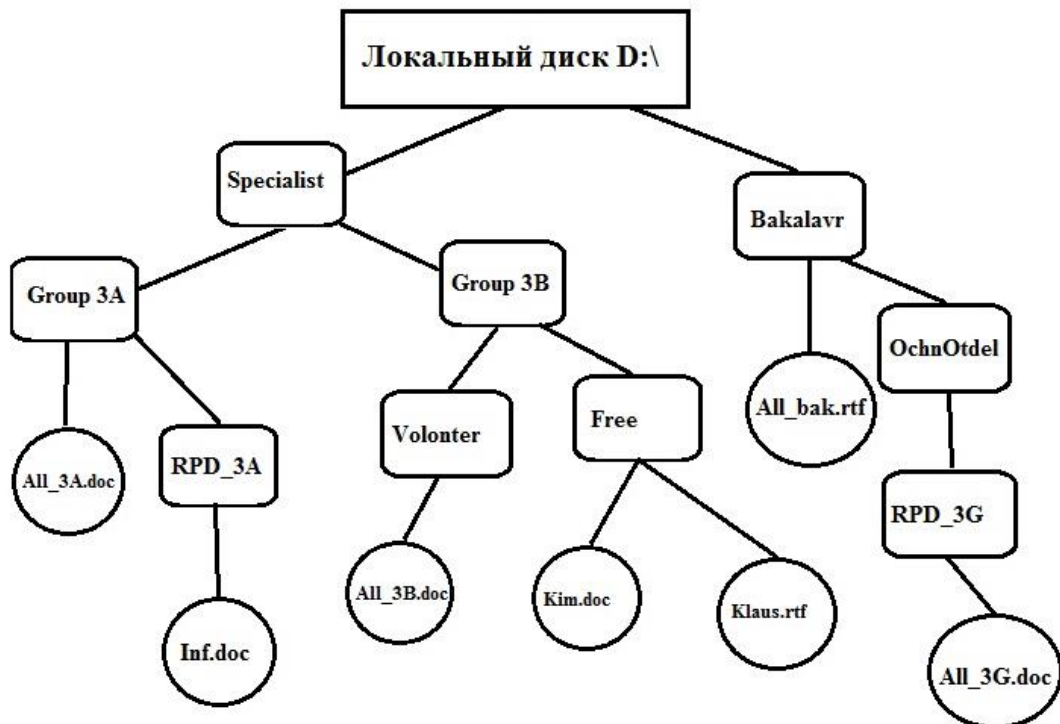 Локальный диск D:\
Specialist
Bakalavr
Group 3A
Group 3B
OchnOtdel
All_bak.rtf
Volonter
Free
RPD_3A
All_3A.doc
RPD_3G
All_3B.doc
Kim.doc
Klaus.rtf
Inf.doc
All_3G.doc